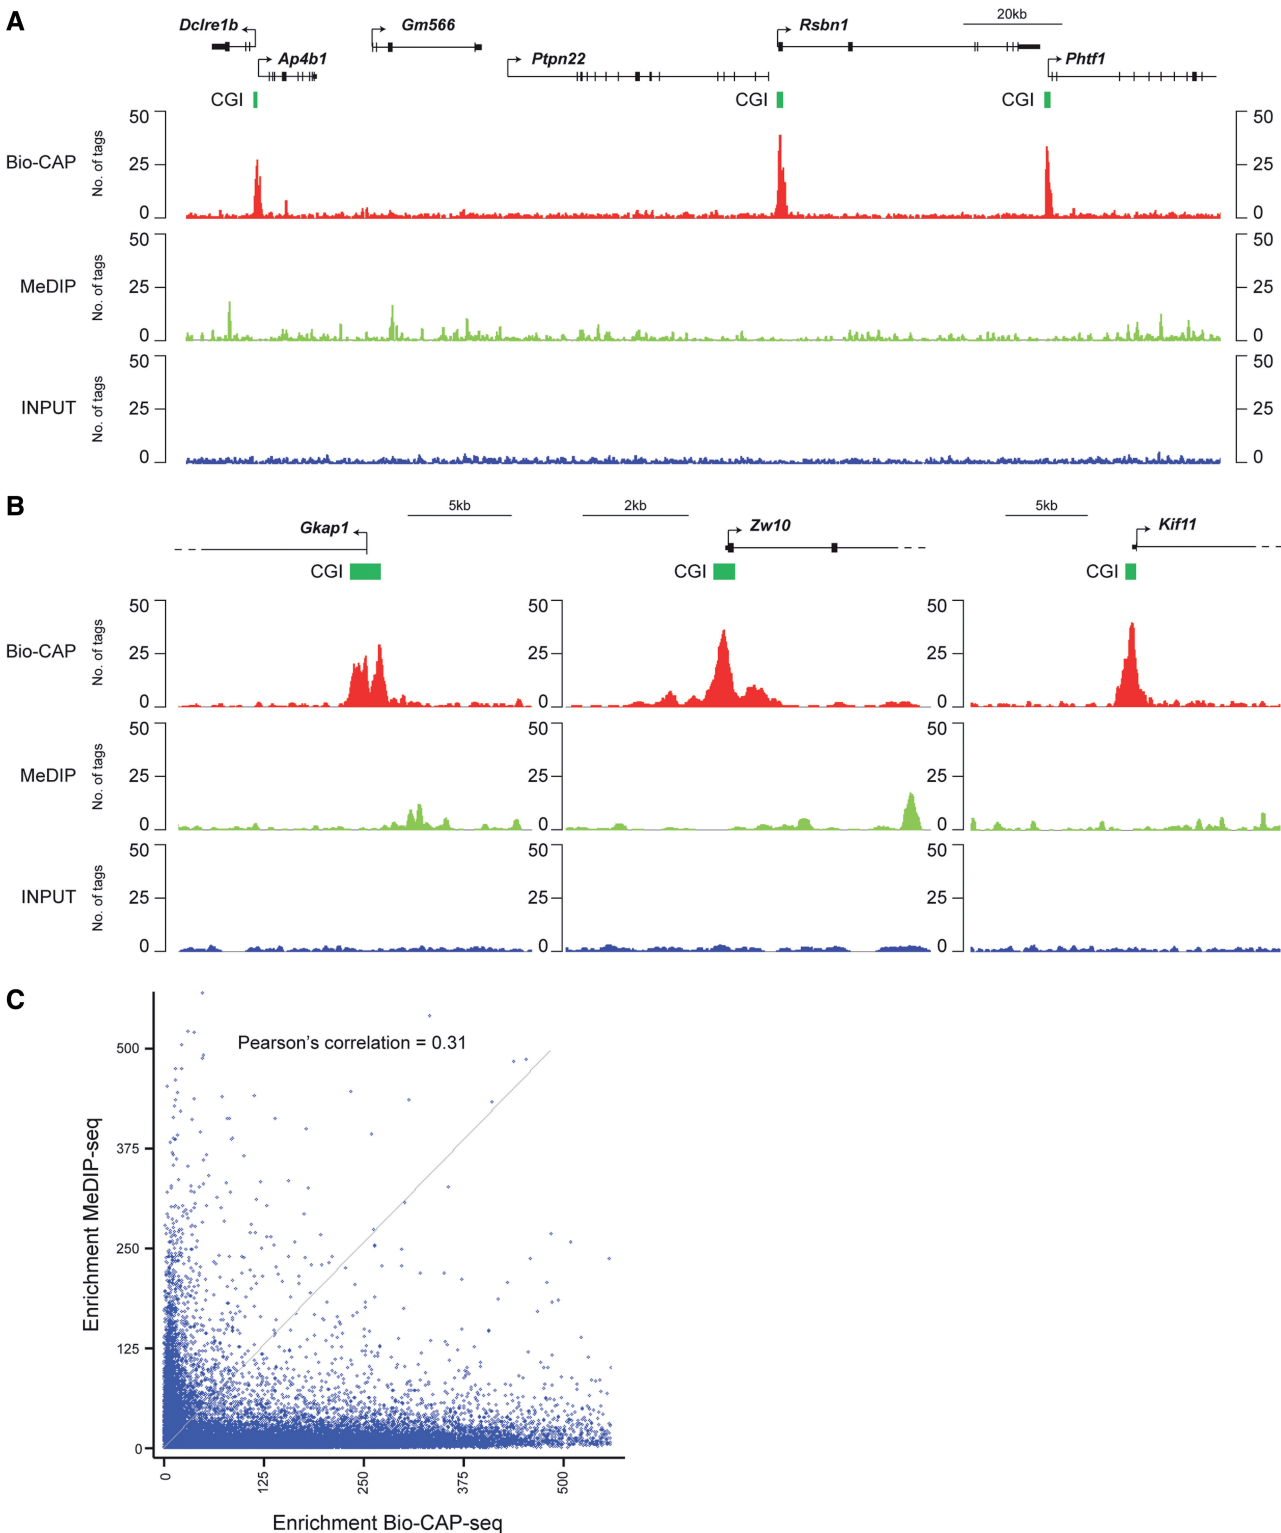 A
Dclre1b
Gm566
Rsbn1
20kb
Ap4b1
Ptpn22
Phtf1
CGI
CGI
CGI
Bio-CAP
No. of tags
50
25
0
50
25
0
MeDIP
No. of tags
50
25
0
50
25
0
INPUT
No. of tags
50
25
0
50
25
0
B
Gkap1
5kb
2kb
Zw10
5kb
Kif11
CGI
CGI
CGI
Bio-CAP
No. of tags
50
25
0
50
25
0
50
25
0
MeDIP
No. of tags
50
25
0
50
25
0
50
25
0
INPUT
No. of tags
50
25
0
50
25
0
50
25
0
C
Pearson's correlation = 0.31
Enrichment MeDIP-seq
500
375
250
125
0
0
125
250
375
500
Enrichment Bio-CAP-seq